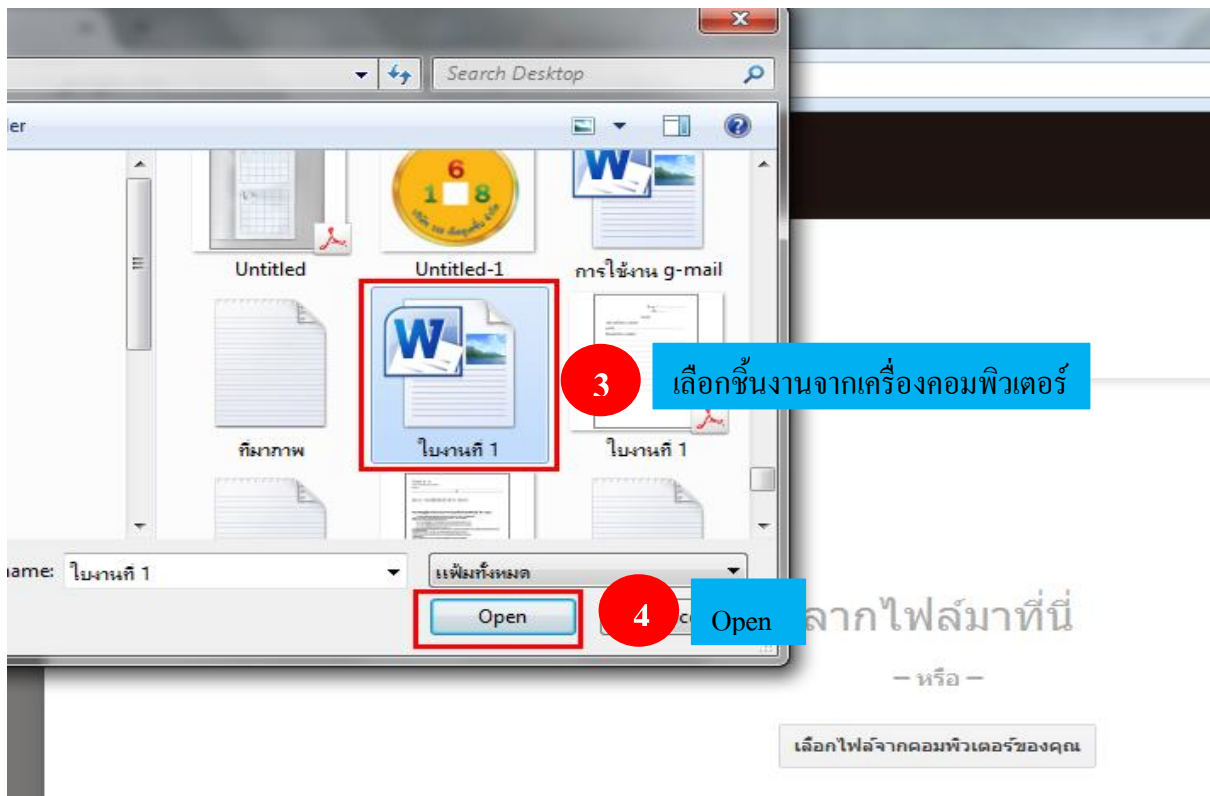 x
Search Desktop
er
6
1 8
Untitled
Untitled-1
การใช้งาน g-mail
W
3
เลือกชิ้นงานจากเครื่องคอมพิวเตอร์
ที่มาภาพ
ใบงานที่ 1
ใบงานที่ 1
name: ใบงานที่ 1
แฟ้มทั้งหมด
Open
4
Open
ลากไฟล์มาที่นี่
– หรือ –
เลือกไฟล์จากคอมพิวเตอร์ของคุณ